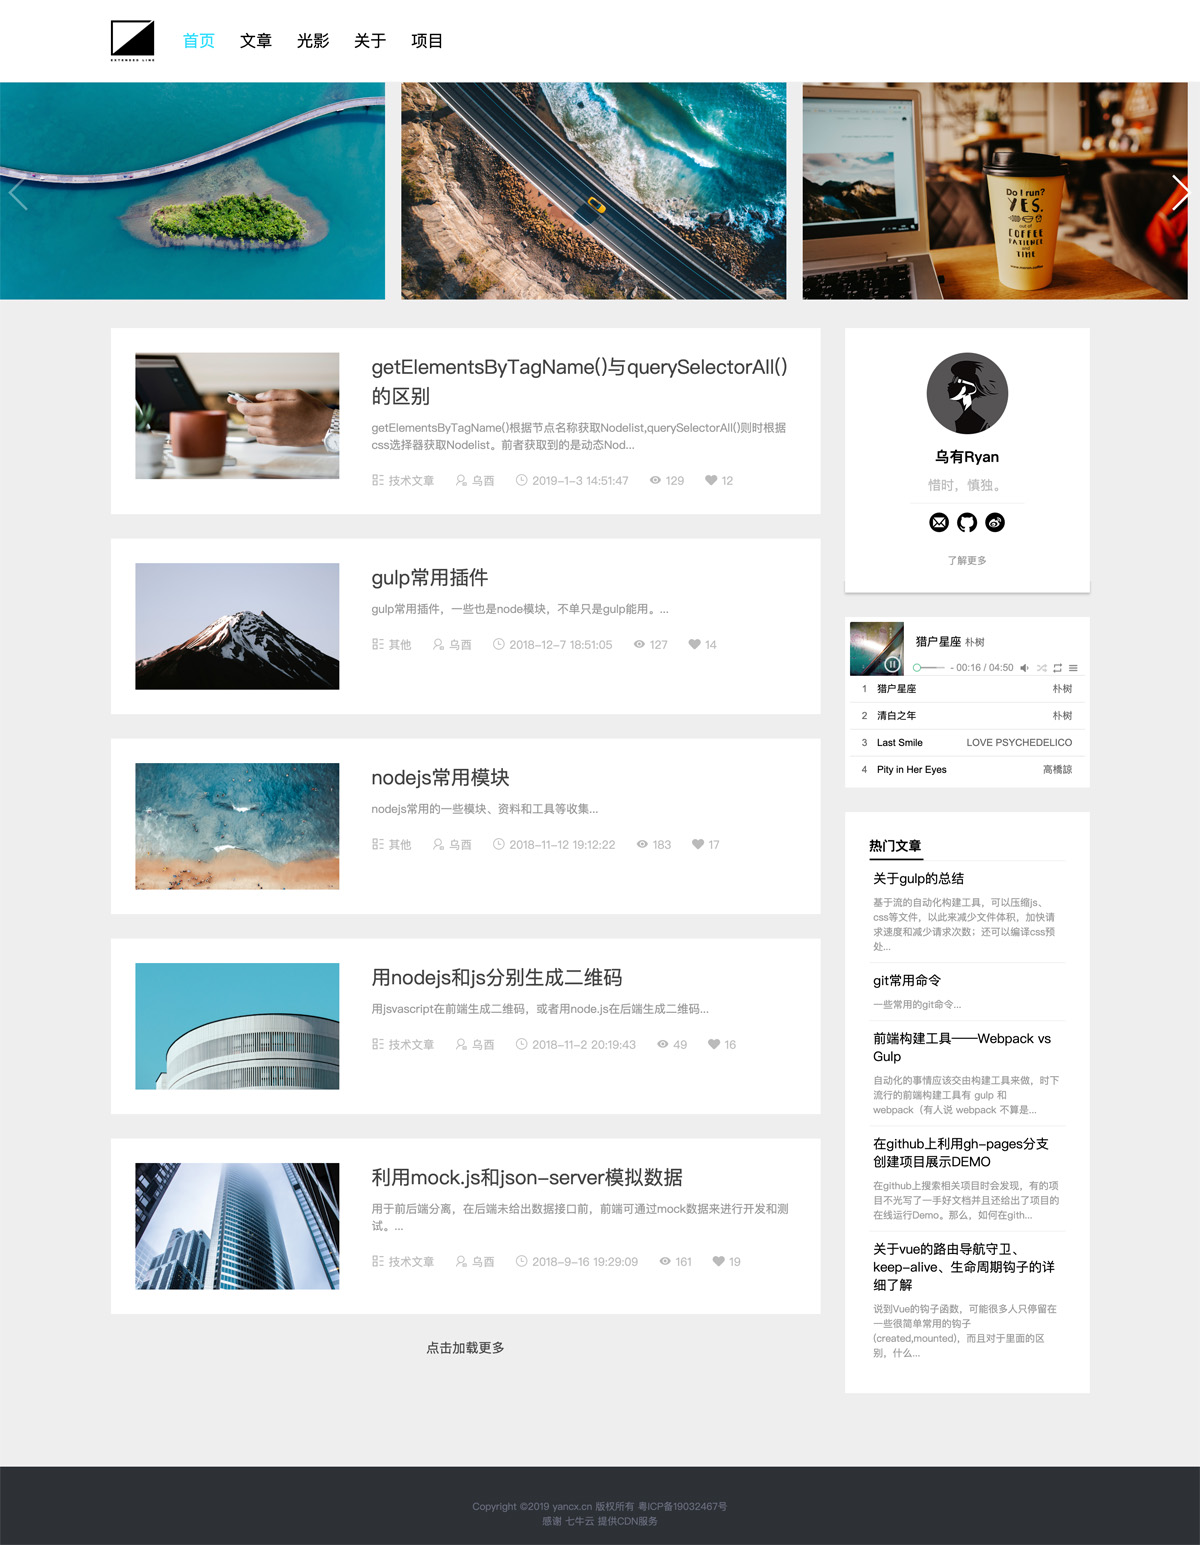 EXTENDED LINE
首页 文章 光影 关于 项目
Do I run?
YES.
out of
COFFEE
PATIENCE
and
TIME
getElementsByTagName()与querySelectorAll()
的区别
getElementsByTagName()根据节点名称获取Nodelist,querySelectorAll()则时根据
css选择器获取Nodelist。前者获取到的是动态Nod...
技术文章 乌酉 2019-1-3 14:51:47 129 12
gulp常用插件
gulp常用插件，一些也是node模块，不单只是gulp能用。...
其他 乌酉 2018-12-7 18:51:05 127 14
nodejs常用模块
nodejs常用的一些模块、资料和工具等收集...
其他 乌酉 2018-11-12 19:12:22 183 17
用nodejs和js分别生成二维码
用jsvascript在前端生成二维码，或者用node.js在后端生成二维码...
技术文章 乌酉 2018-11-2 20:19:43 49 16
利用mock.js和json-server模拟数据
用于前后端分离，在后端未给出数据接口前，前端可通过mock数据来进行开发和测
试。...
技术文章 乌酉 2018-9-16 19:29:09 161 19
点击加载更多
乌有Ryan
惜时，慎独。
了解更多
猎户星座 朴树
- 00:16 / 04:50
1 猎户星座 朴树
2 清白之年 朴树
3 Last Smile LOVE PSYCHEDELICO
4 Pity in Her Eyes 高橋諒
热门文章
关于gulp的总结
基于流的自动化构建工具，可以压缩js、
css等文件，以此来减少文件体积，加快请
求速度和减少请求次数；还可以编译css预
处...
git常用命令
一些常用的git命令...
前端构建工具——Webpack vs
Gulp
自动化的事情应该交由构建工具来做，时下
流行的前端构建工具有 gulp 和
webpack（有人说 webpack 不算是...
在github上利用gh-pages分支
创建项目展示DEMO
在github上搜索相关项目时会发现，有的项
目不光写了一手好文档并且还给出了项目的
在线运行Demo。那么，如何在gith...
关于vue的路由导航守卫、
keep-alive、生命周期钩子的详
细了解
说到Vue的钩子函数，可能很多人只停留在
一些很简单常用的钩子
(created,mounted)，而且对于里面的区
别，什么...
Copyright ©2019 yancx.cn 版权所有 粤ICP备19032467号
感谢 七牛云 提供CDN服务